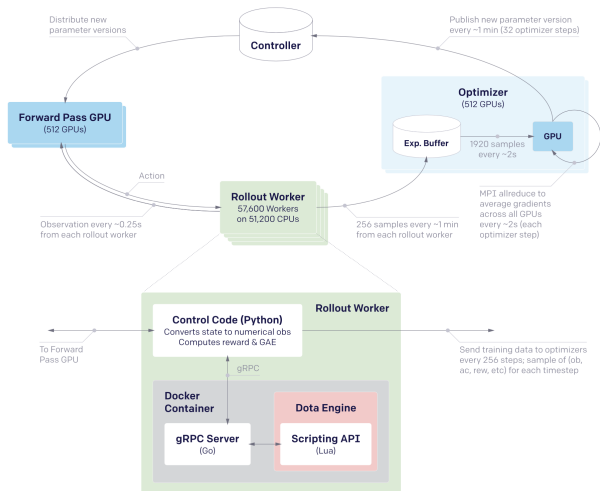 Distribute new
parameter versions
Controller
Publish new parameter version
every ~1 min (32 optimizer steps)
Forward Pass GPU
(512 GPUs)
Optimizer
(512 GPUs)
Exp. Buffer
1920 samples
every ~2s
GPU
Action
Observation every ~0.25s
from each rollout worker
Rollout Worker
57,600 Workers
on 51,200 CPUs
256 samples every ~1 min
from each rollout worker
MPI allreduce to
average gradients
across all GPUs
every ~2s (each
optimizer step)
Rollout Worker
Control Code (Python)
Converts state to numerical obs
Computes reward & GAE
To Forward
Pass GPU
Send training data to optimizers
every 256 steps; sample of (ob,
ac, rew, etc) for each timestep
gRPC
Docker
Container
Dota Engine
gRPC Server
(Go)
Scripting API
(Lua)